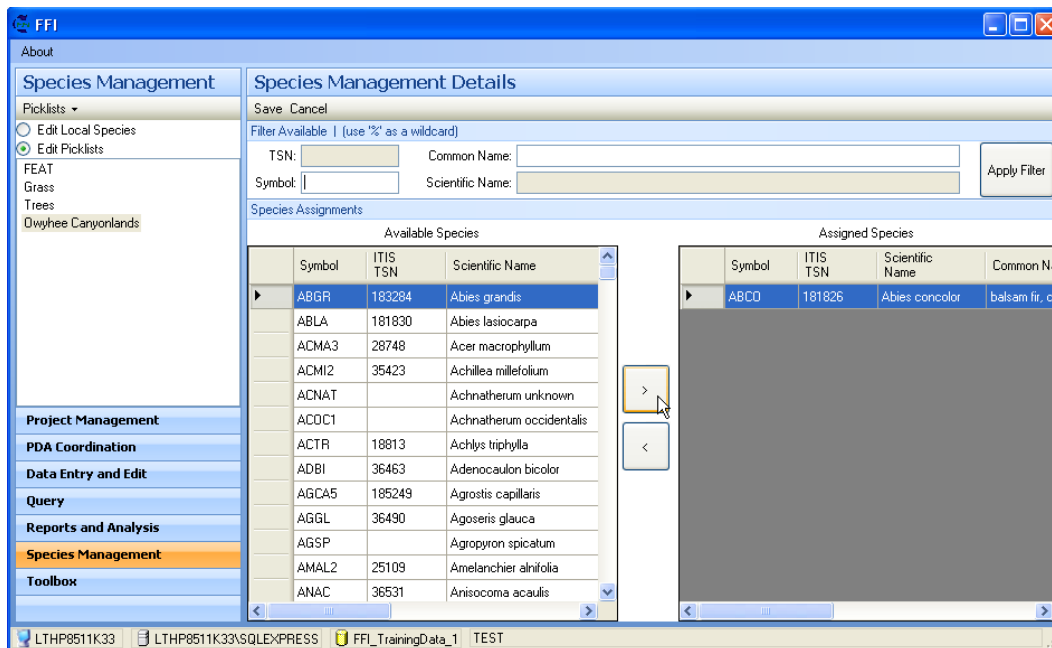 FFI
About
Species Management
Picklists
Edit Local Species
Edit Picklists
FEAT
Grass
Trees
Owyhee Canyonlands
Project Management
PDA Coordination
Data Entry and Edit
Query
Reports and Analysis
Species Management
Toolbox
Species Management Details
Save Cancel
Filter Available | (use '%' as a wildcard)
TSN: Common Name:
Symbol: Scientific Name:
Apply Filter
Species Assignments
Available Species
Symbol ITIS TSN Scientific Name
ABGR 183284 Abies grandis
ABLA 181830 Abies lasiocarpa
ACMA3 28748 Acer macrophyllum
ACMI2 35423 Achillea millefolium
ACNAT Achnatherum unknown
ACOC1 Achnatherum occidentalis
ACTR 18813 Achlys triphylla
ADBI 36463 Adenocaulon bicolor
AGCA5 185249 Agrostis capillaris
AGGL 36490 Agoseris glauca
AGSP Agropyron spicatum
AMAL2 25109 Amelanchier alnifolia
ANAC 36531 Anisocoma acaulis
>
<
Assigned Species
Symbol ITIS TSN Scientific Name Common N
ABCO 181826 Abies concolor balsam fir, c
LTHP8511K33 LTHP8511K33\SQLEXPRESS FFI_TrainingData_1 TEST